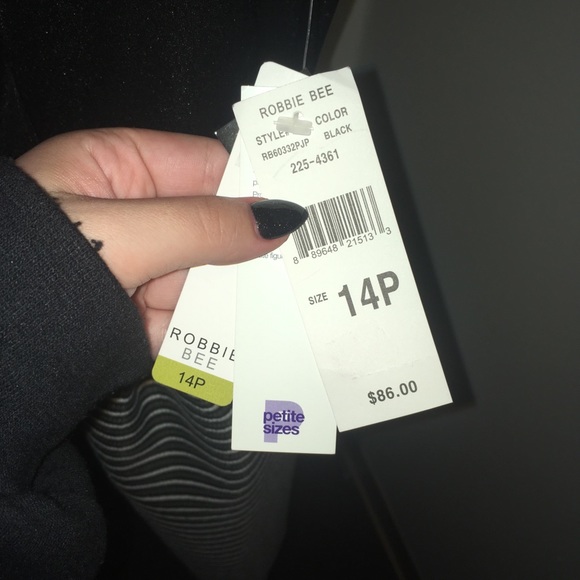 ROBBIE BEE
STYLE COLOR
RB60332PJP BLACK
225-4361
8 89648 21513 3
SIZE 14P
$86.00
ROBBIE
BEE
14P
petite
sizes